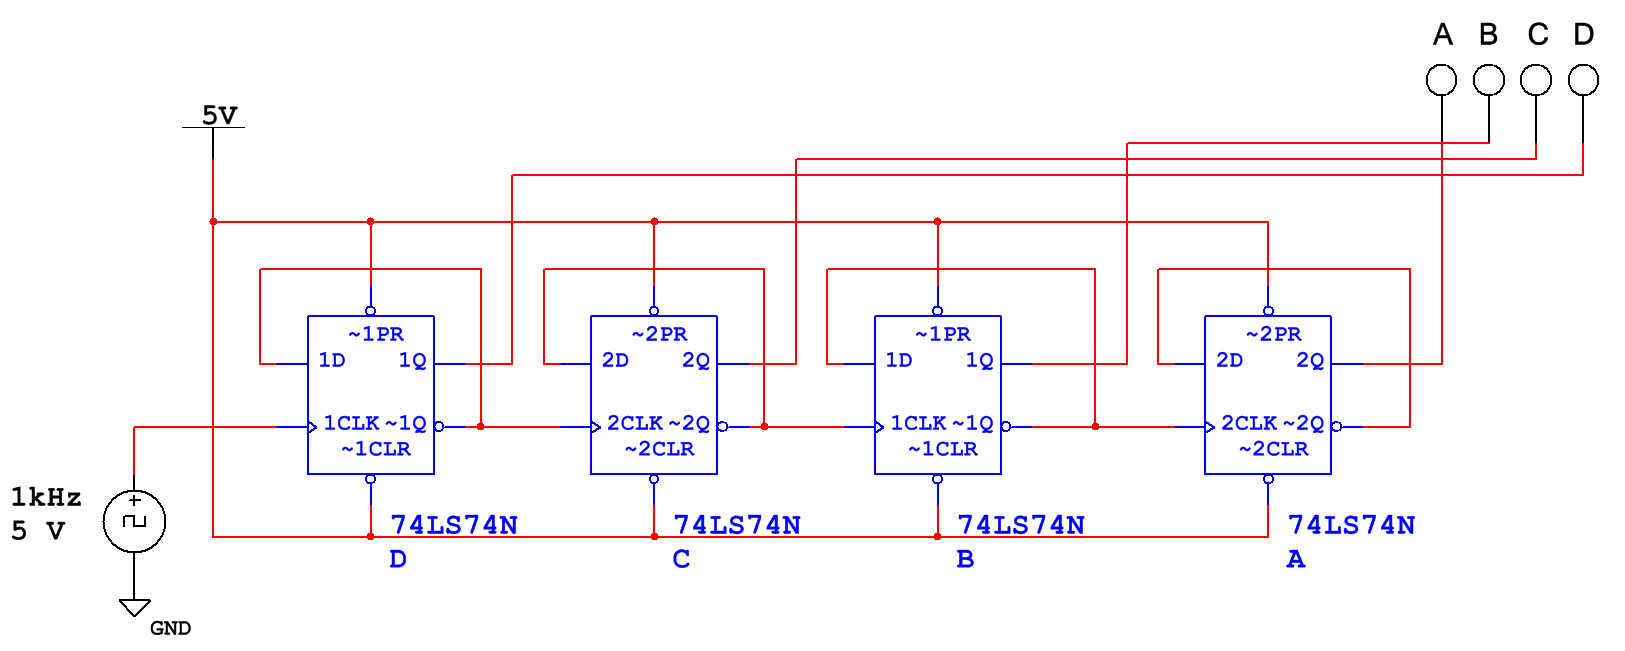 A B C D
5V
~1PR ~2PR ~1PR ~2PR
1D 1Q 2D 2Q 1D 1Q 2D 2Q
1CLK ~1Q 2CLK ~2Q 1CLK ~1Q 2CLK ~2Q
~1CLR ~2CLR ~1CLR ~2CLR
1kHz
5 V
74LS74N 74LS74N 74LS74N 74LS74N
D C B A
GND